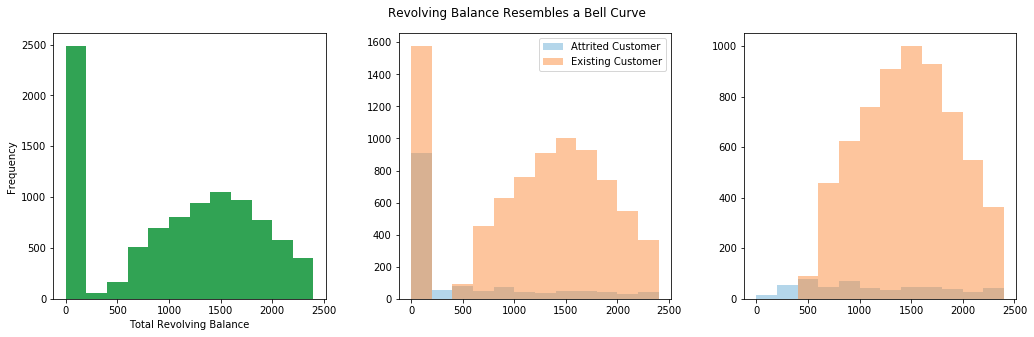 Revolving Balance Resembles a Bell Curve
Frequency
2500
2000
1500
1000
500
0
0 500 1000 1500 2000 2500
Total Revolving Balance
1600
1400
1200
1000
800
600
400
200
0
0 500 1000 1500 2000 2500
Attrited Customer
Existing Customer
1000
800
600
400
200
0
0 500 1000 1500 2000 2500